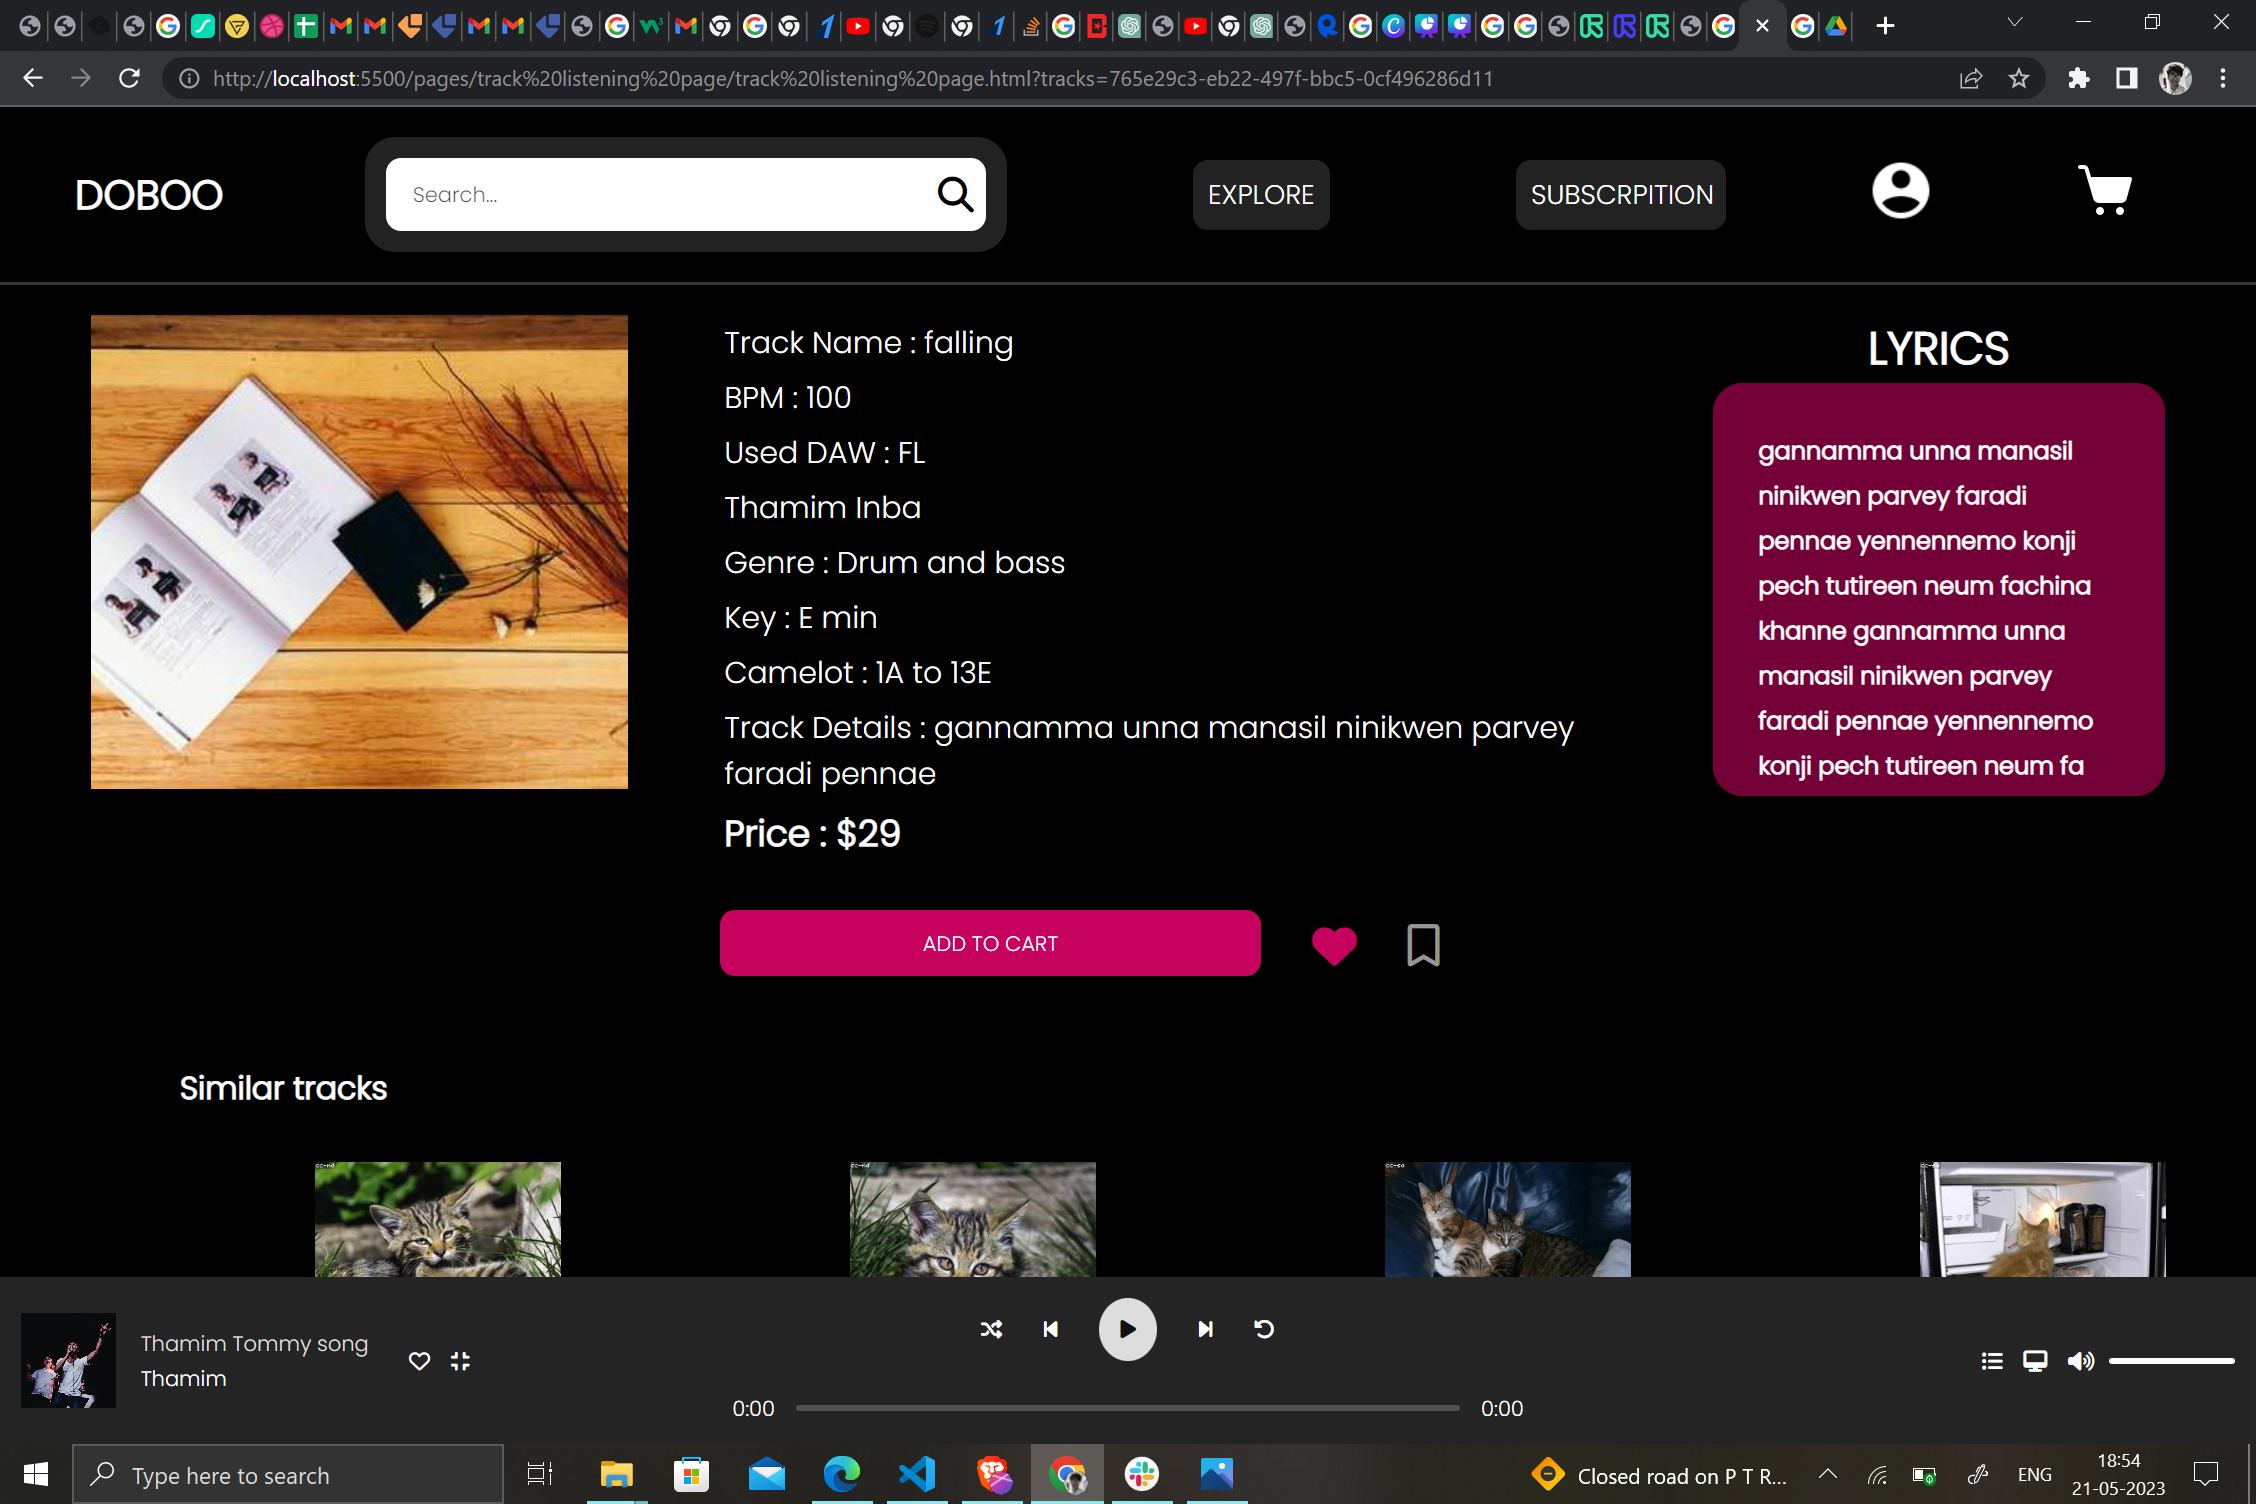 http://localhost:5500/pages/track%20listening%20page/track%20listening%20page.html?tracks=765e29c3-eb22-497f-bbc5-0cf496286d11
DOBOO
Search...
EXPLORE
SUBSCRPITION
Track Name : falling
BPM : 100
Used DAW : FL
Thamim Inba
Genre : Drum and bass
Key : E min
Camelot : 1A to 13E
Track Details : gannamma unna manasil ninikwen parvey
faradi pennae
Price : $29
LYRICS
gannamma unna manasil
ninikwen parvey faradi
pennae yennennemo konji
pech tutireen neum fachina
khanne gannamma unna
manasil ninikwen parvey
faradi pennae yennennemo
konji pech tutireen neum fa
ADD TO CART
Similar tracks
Thamim Tommy song
Thamim
0:00
0:00
Type here to search
Closed road on P T R...
ENG
18:54
21-05-2023